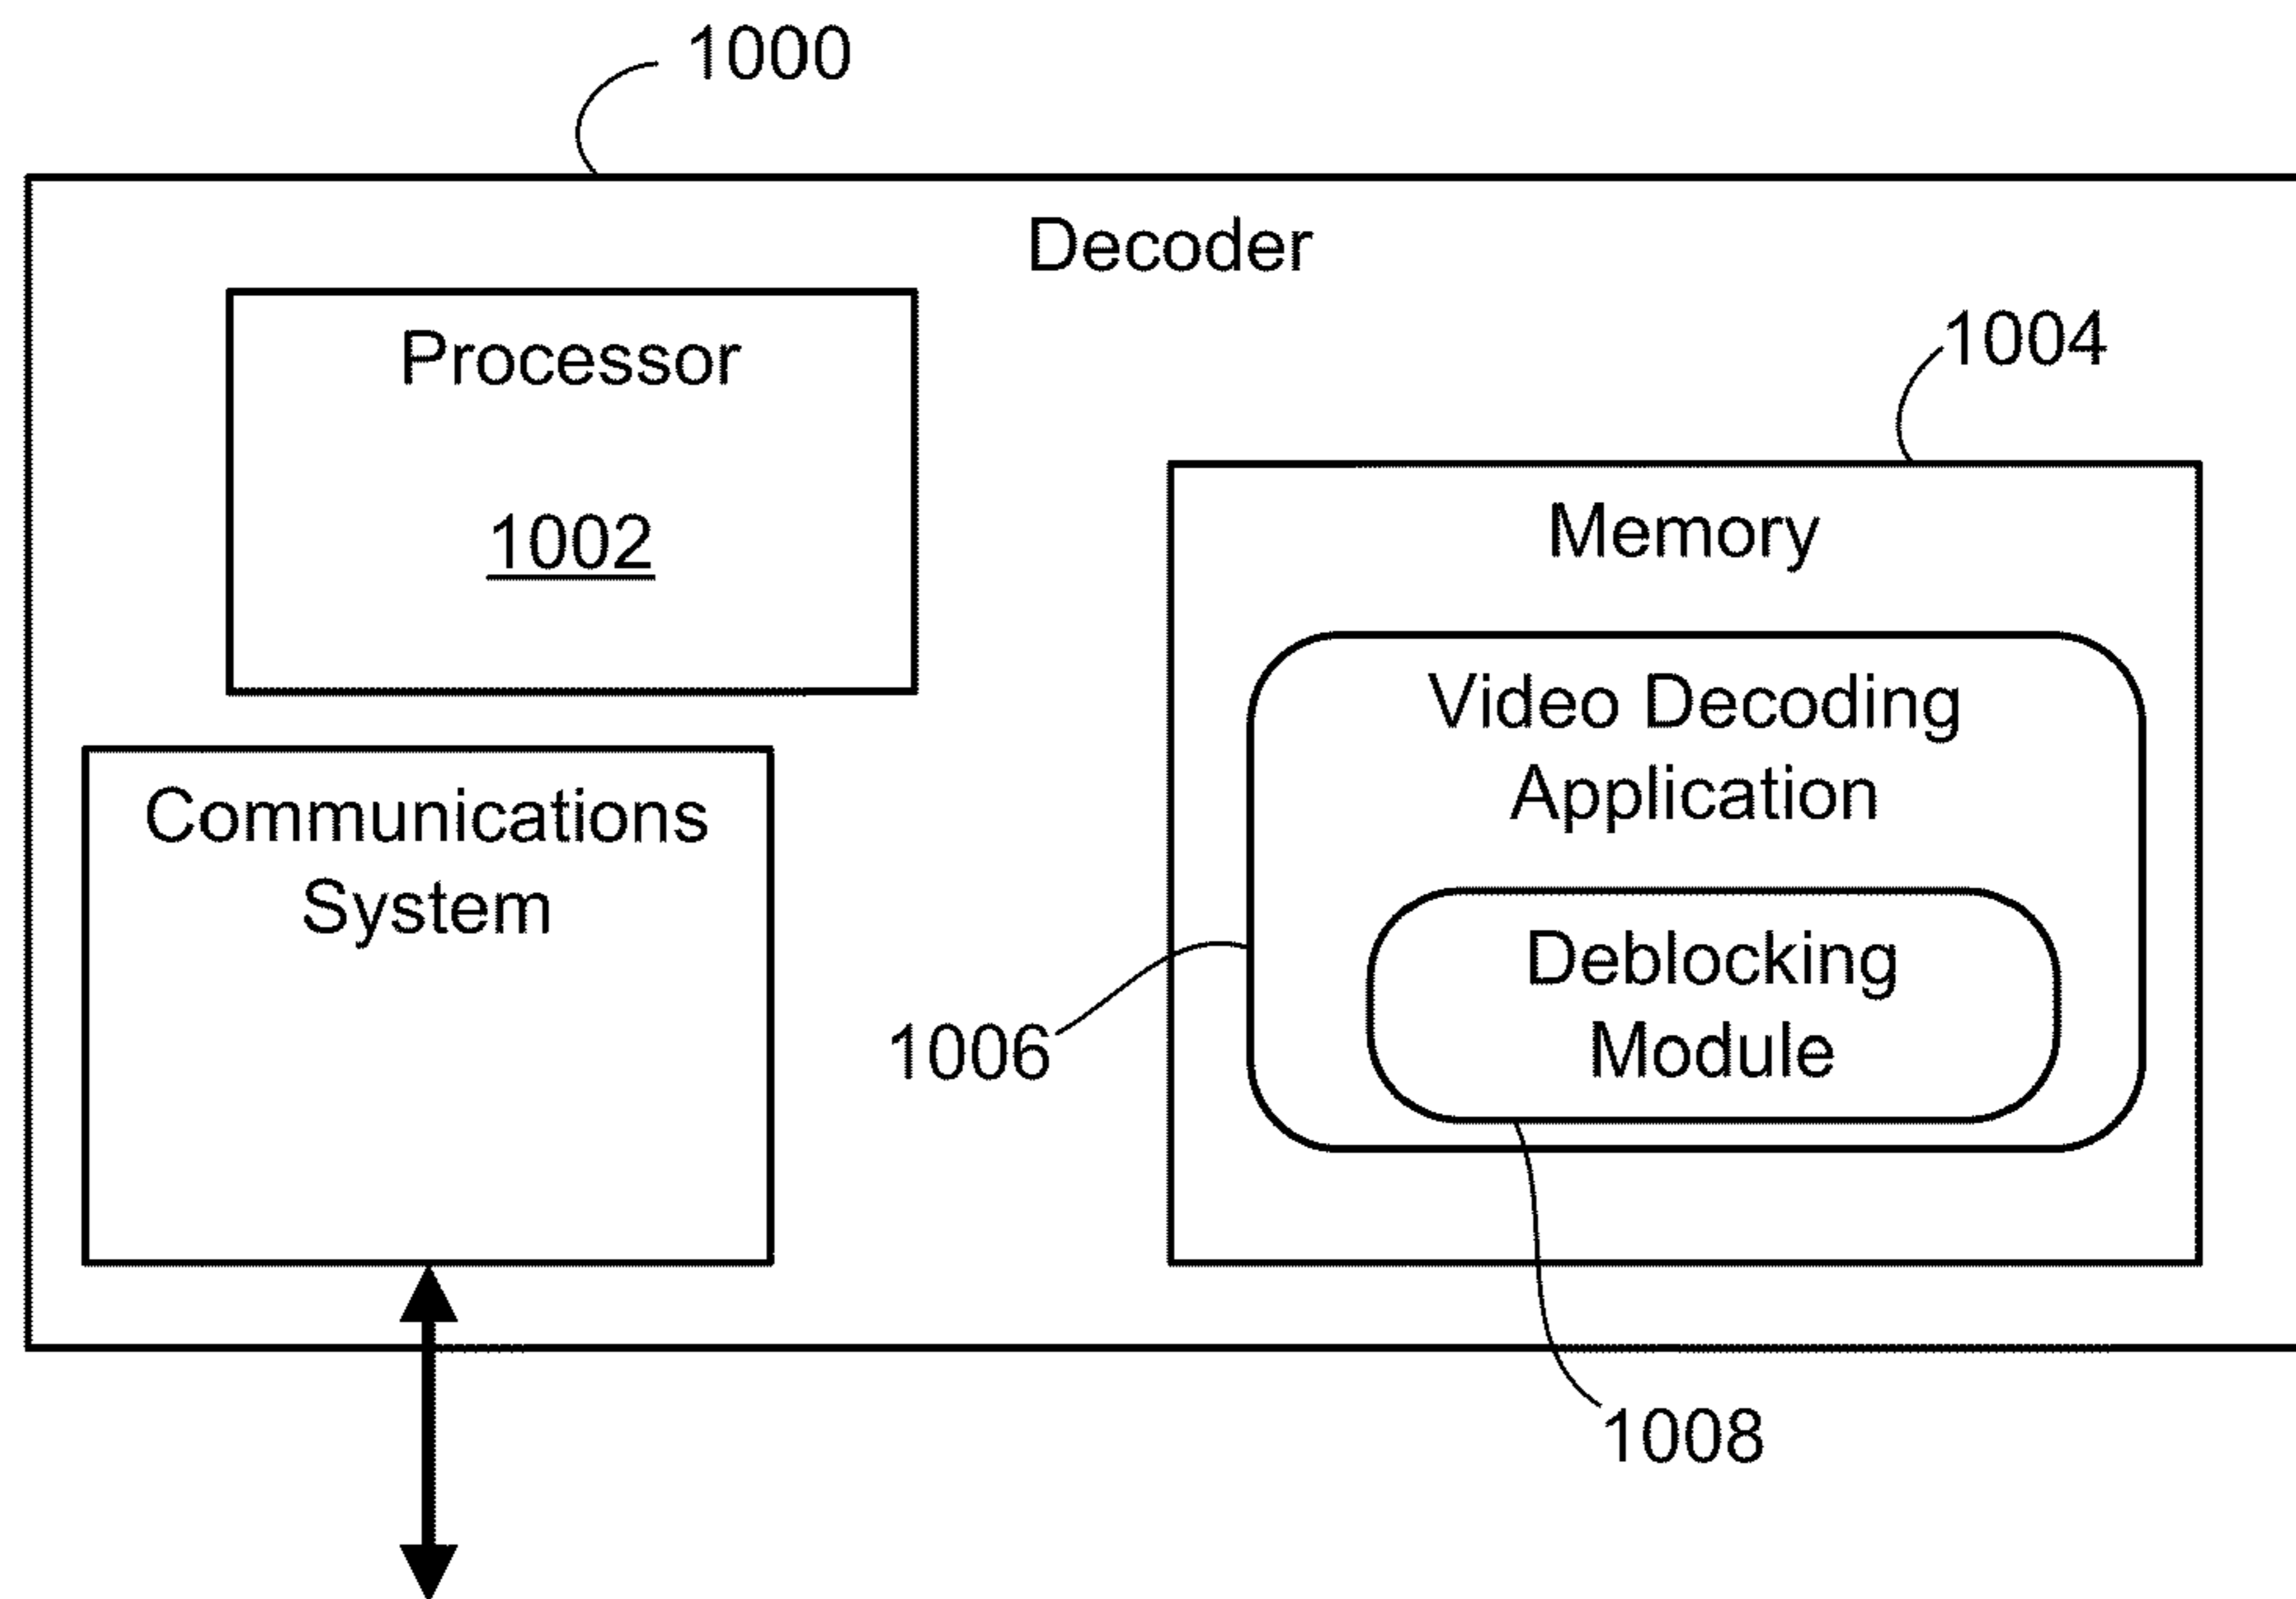 1000
Decoder
Processor
1002
1004
Memory
Video Decoding
Application
Communications
System
Deblocking
Module
1006
1008